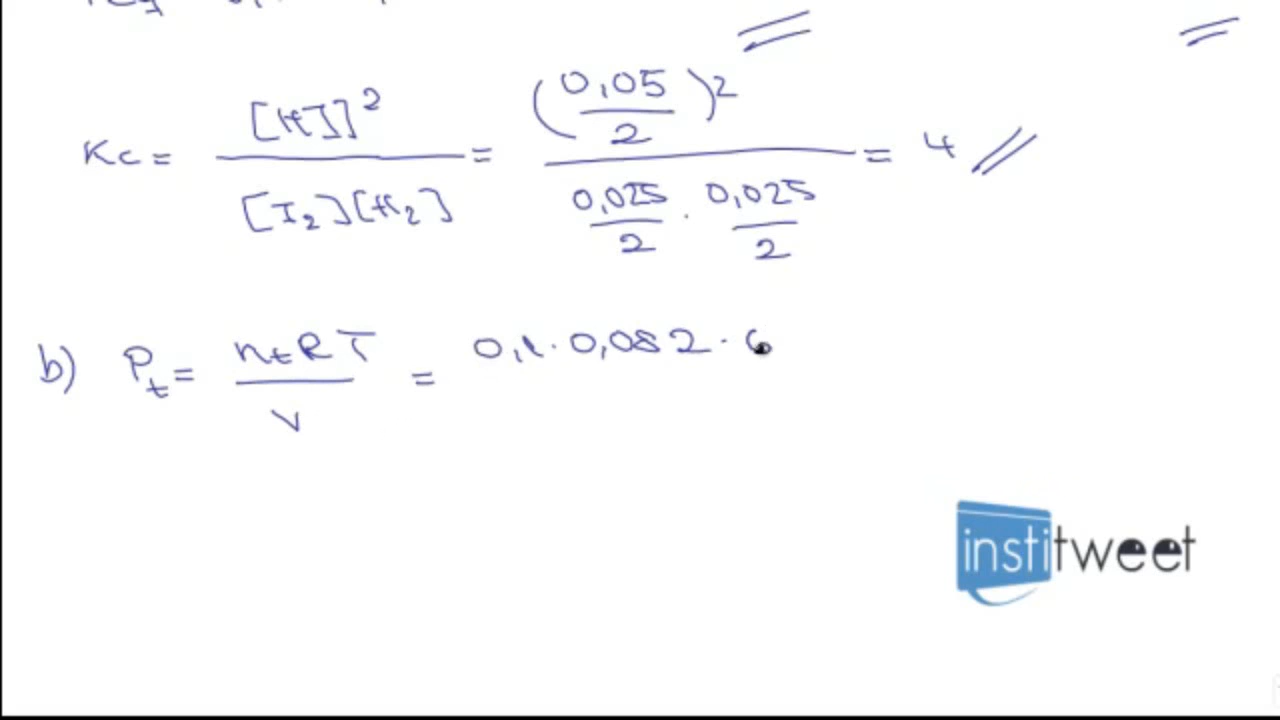 Kc = [HI]² / [I₂][H₂] = (0,05/2)² / (0,025/2 · 0,025/2) = 4 //
b) Pt = nt R T / V = 0,1 · 0,082 · 6
institweet